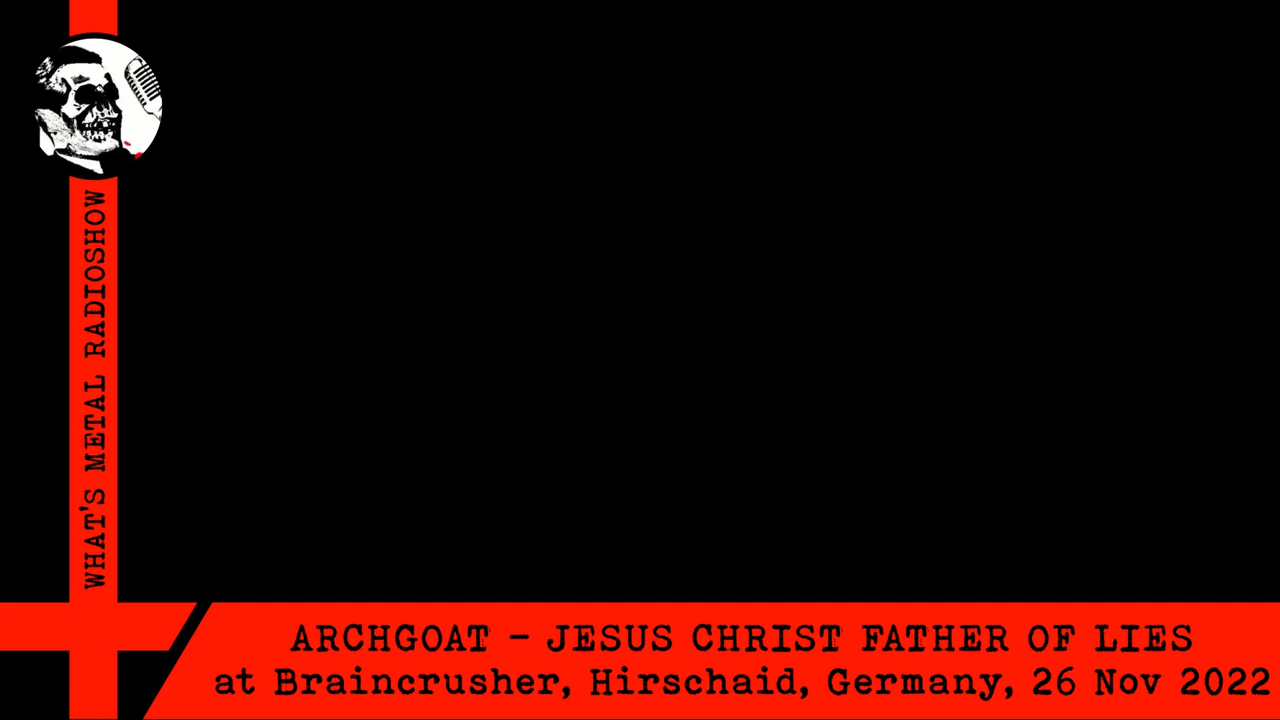 WHAT'S METAL RADIOSHOW
ARCHGOAT - JESUS CHRIST FATHER OF LIES
at Braincrusher, Hirschaid, Germany, 26 Nov 2022